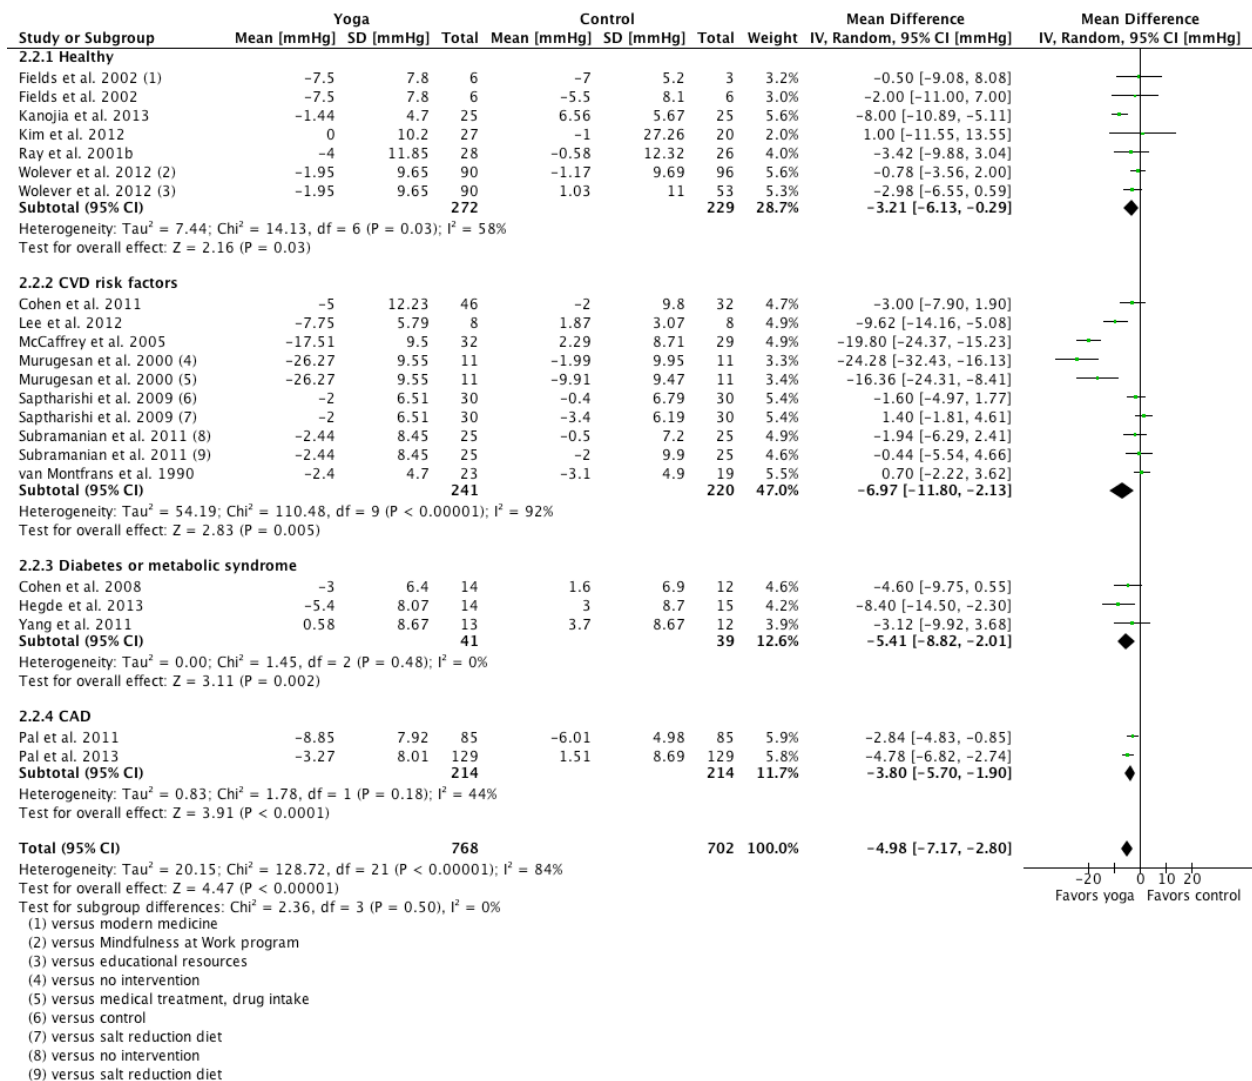 Yoga Control Mean Difference Mean Difference
Study or Subgroup Mean [mmHg] SD [mmHg] Total Mean [mmHg] SD [mmHg] Total Weight IV, Random, 95% CI [mmHg] IV, Random, 95% CI [mmHg]
2.2.1 Healthy
Fields et al. 2002 (1) −7.5 7.8 6 −7 5.2 3 3.2% −0.50 [−9.08, 8.08]
Fields et al. 2002 −7.5 7.8 6 −5.5 8.1 6 3.0% −2.00 [−11.00, 7.00]
Kanojia et al. 2013 −1.44 4.7 25 6.56 5.67 25 5.6% −8.00 [−10.89, −5.11]
Kim et al. 2012 0 10.2 27 −1 27.26 20 2.0% 1.00 [−11.55, 13.55]
Ray et al. 2001b −4 11.85 28 −0.58 12.32 26 4.0% −3.42 [−9.88, 3.04]
Wolever et al. 2012 (2) −1.95 9.65 90 −1.17 9.69 96 5.6% −0.78 [−3.56, 2.00]
Wolever et al. 2012 (3) −1.95 9.65 90 1.03 11 53 5.3% −2.98 [−6.55, 0.59]
Subtotal (95% CI) 272 229 28.7% −3.21 [−6.13, −0.29]
Heterogeneity: Tau² = 7.44; Chi² = 14.13, df = 6 (P = 0.03); I² = 58%
Test for overall effect: Z = 2.16 (P = 0.03)
2.2.2 CVD risk factors
Cohen et al. 2011 −5 12.23 46 −2 9.8 32 4.7% −3.00 [−7.90, 1.90]
Lee et al. 2012 −7.75 5.79 8 1.87 3.07 8 4.9% −9.62 [−14.16, −5.08]
McCaffrey et al. 2005 −17.51 9.5 32 2.29 8.71 29 4.9% −19.80 [−24.37, −15.23]
Murugesan et al. 2000 (4) −26.27 9.55 11 −1.99 9.95 11 3.3% −24.28 [−32.43, −16.13]
Murugesan et al. 2000 (5) −26.27 9.55 11 −9.91 9.47 11 3.4% −16.36 [−24.31, −8.41]
Saptharishi et al. 2009 (6) −2 6.51 30 −0.4 6.79 30 5.4% −1.60 [−4.97, 1.77]
Saptharishi et al. 2009 (7) −2 6.51 30 −3.4 6.19 30 5.4% 1.40 [−1.81, 4.61]
Subramanian et al. 2011 (8) −2.44 8.45 25 −0.5 7.2 25 4.9% −1.94 [−6.29, 2.41]
Subramanian et al. 2011 (9) −2.44 8.45 25 −2 9.9 25 4.6% −0.44 [−5.54, 4.66]
van Montfrans et al. 1990 −2.4 4.7 23 −3.1 4.9 19 5.5% 0.70 [−2.22, 3.62]
Subtotal (95% CI) 241 220 47.0% −6.97 [−11.80, −2.13]
Heterogeneity: Tau² = 54.19; Chi² = 110.48, df = 9 (P < 0.00001); I² = 92%
Test for overall effect: Z = 2.83 (P = 0.005)
2.2.3 Diabetes or metabolic syndrome
Cohen et al. 2008 −3 6.4 14 1.6 6.9 12 4.6% −4.60 [−9.75, 0.55]
Hegde et al. 2013 −5.4 8.07 14 3 8.7 15 4.2% −8.40 [−14.50, −2.30]
Yang et al. 2011 0.58 8.67 13 3.7 8.67 12 3.9% −3.12 [−9.92, 3.68]
Subtotal (95% CI) 41 39 12.6% −5.41 [−8.82, −2.01]
Heterogeneity: Tau² = 0.00; Chi² = 1.45, df = 2 (P = 0.48); I² = 0%
Test for overall effect: Z = 3.11 (P = 0.002)
2.2.4 CAD
Pal et al. 2011 −8.85 7.92 85 −6.01 4.98 85 5.9% −2.84 [−4.83, −0.85]
Pal et al. 2013 −3.27 8.01 129 1.51 8.69 129 5.8% −4.78 [−6.82, −2.74]
Subtotal (95% CI) 214 214 11.7% −3.80 [−5.70, −1.90]
Heterogeneity: Tau² = 0.83; Chi² = 1.78, df = 1 (P = 0.18); I² = 44%
Test for overall effect: Z = 3.91 (P < 0.0001)
Total (95% CI) 768 702 100.0% −4.98 [−7.17, −2.80]
Heterogeneity: Tau² = 20.15; Chi² = 128.72, df = 21 (P < 0.00001); I² = 84%
Test for overall effect: Z = 4.47 (P < 0.00001)
Test for subgroup differences: Chi² = 2.36, df = 3 (P = 0.50), I² = 0%
−20 0 10 20
Favors yoga Favors control
(1) versus modern medicine
(2) versus Mindfulness at Work program
(3) versus educational resources
(4) versus no intervention
(5) versus medical treatment, drug intake
(6) versus control
(7) versus salt reduction diet
(8) versus no intervention
(9) versus salt reduction diet